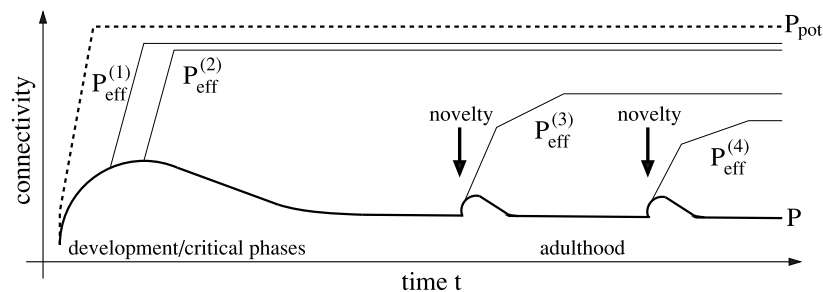 P_pot
P_eff^(1)
P_eff^(2)
connectivity
novelty
novelty
P_eff^(3)
P_eff^(4)
P
development/critical phases
adulthood
time t